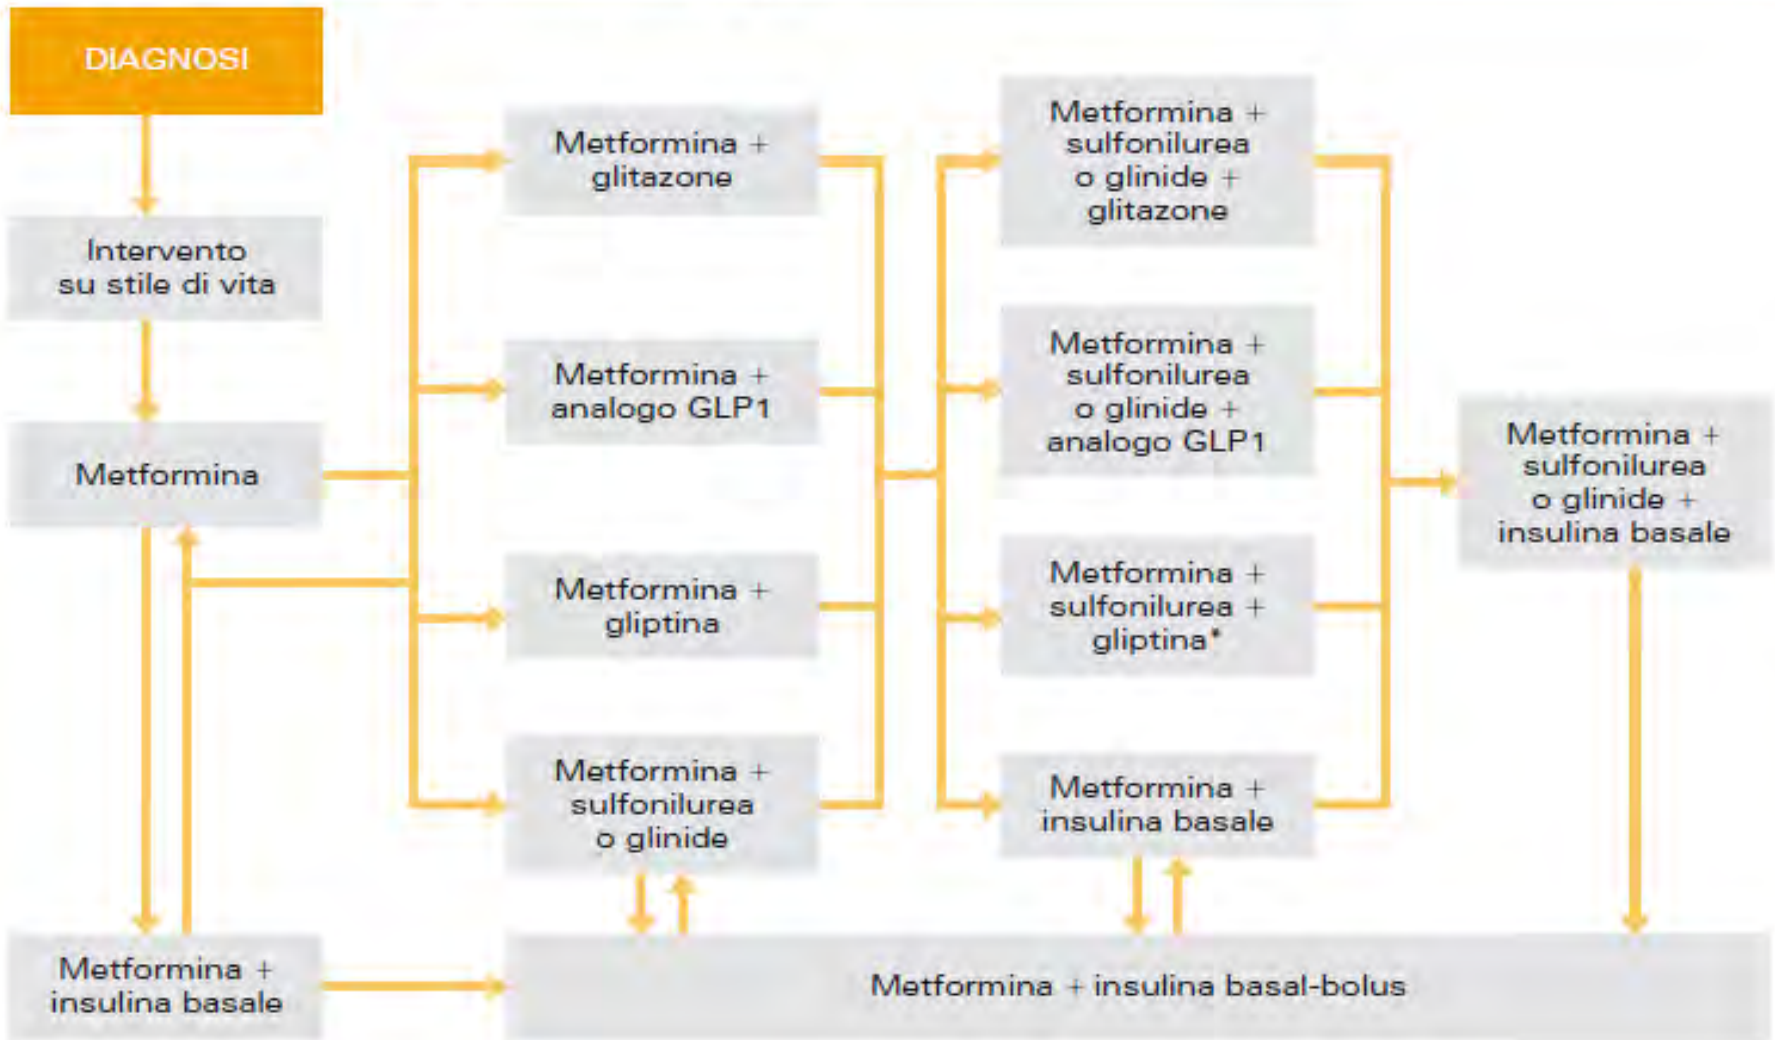 DIAGNOSI
Intervento
su stile di vita
Metformina
Metformina +
insulina basale
Metformina +
glitazone
Metformina +
analogo GLP1
Metformina +
gliptina
Metformina +
sulfonilurea
o glinide
Metformina +
sulfonilurea
o glinide +
glitazone
Metformina +
sulfonilurea
o glinide +
analogo GLP1
Metformina +
sulfonilurea +
gliptina*
Metformina +
insulina basale
Metformina +
sulfonilurea
o glinide +
insulina basale
Metformina + insulina basal-bolus